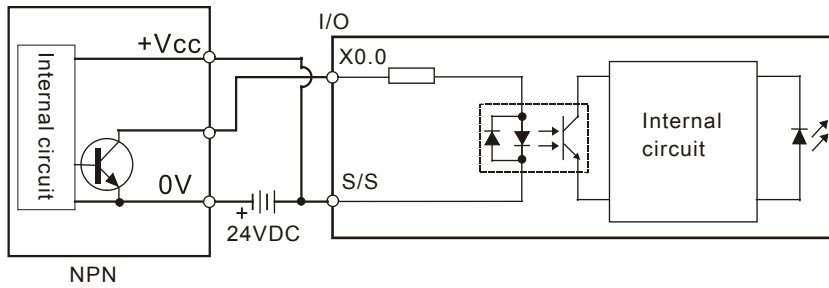 I/O
+Vcc
X0.0
Internal circuit
Internal
circuit
0V
S/S
+
24VDC
NPN